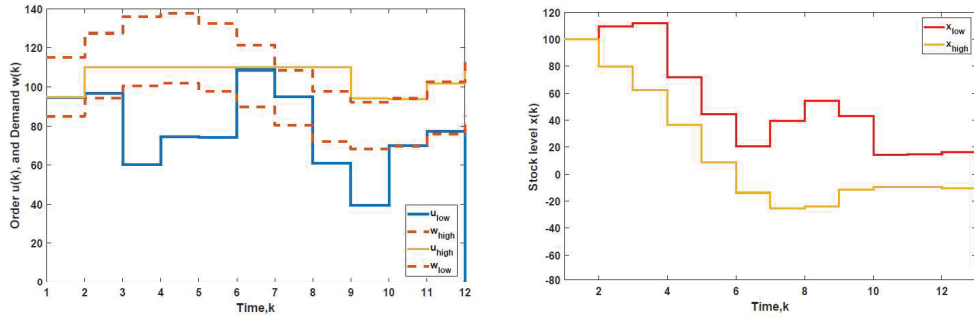 Order u(k), and Demand w(k)
140
120
100
80
60
40
20
0
1 2 3 4 5 6 7 8 9 10 11 12
Time,k
u_low
w_high
u_high
w_low
Stock level x(k)
120
100
80
60
40
20
0
-20
-40
-60
-80
2 4 6 8 10 12
Time,k
x_low
x_high